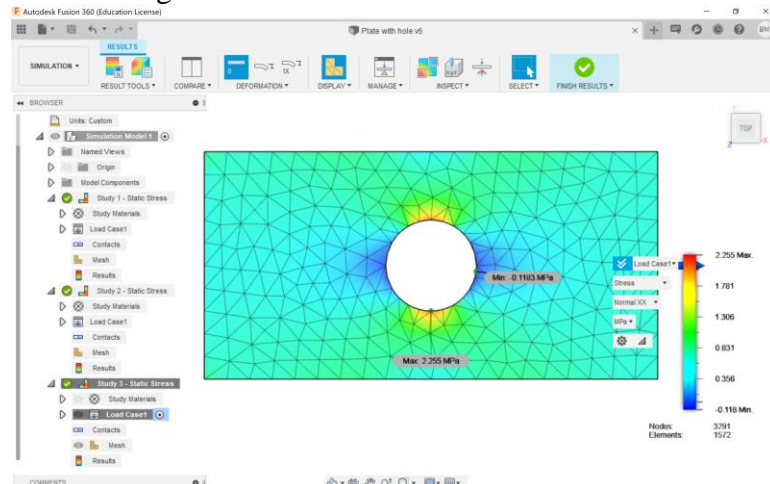 Autodesk Fusion 360 (Education License)
Plate with hole v6
BM
RESULTS
SIMULATION
RESULT TOOLS
COMPARE
DEFORMATION
DISPLAY
MANAGE
INSPECT
SELECT
FINISH RESULTS
BROWSER
Units: Custom
Simulation Model 1
Named Views
Origin
Model Components
Study 1 - Static Stress
Study Materials
Load Case1
Contacts
Mesh
Results
Study 2 - Static Stress
Study Materials
Load Case1
Contacts
Mesh
Results
Study 3 - Static Stress
Study Materials
Load Case1
Contacts
Mesh
Results
COMMENTS
Min: -0.1183 MPa
Max: 2.255 MPa
TOP
Y
X
Z
Load Case1
Stress
Normal XX
MPa
2.255 Max.
1.781
1.306
0.831
0.356
-0.118 Min.
Nodes: 3791
Elements: 1572